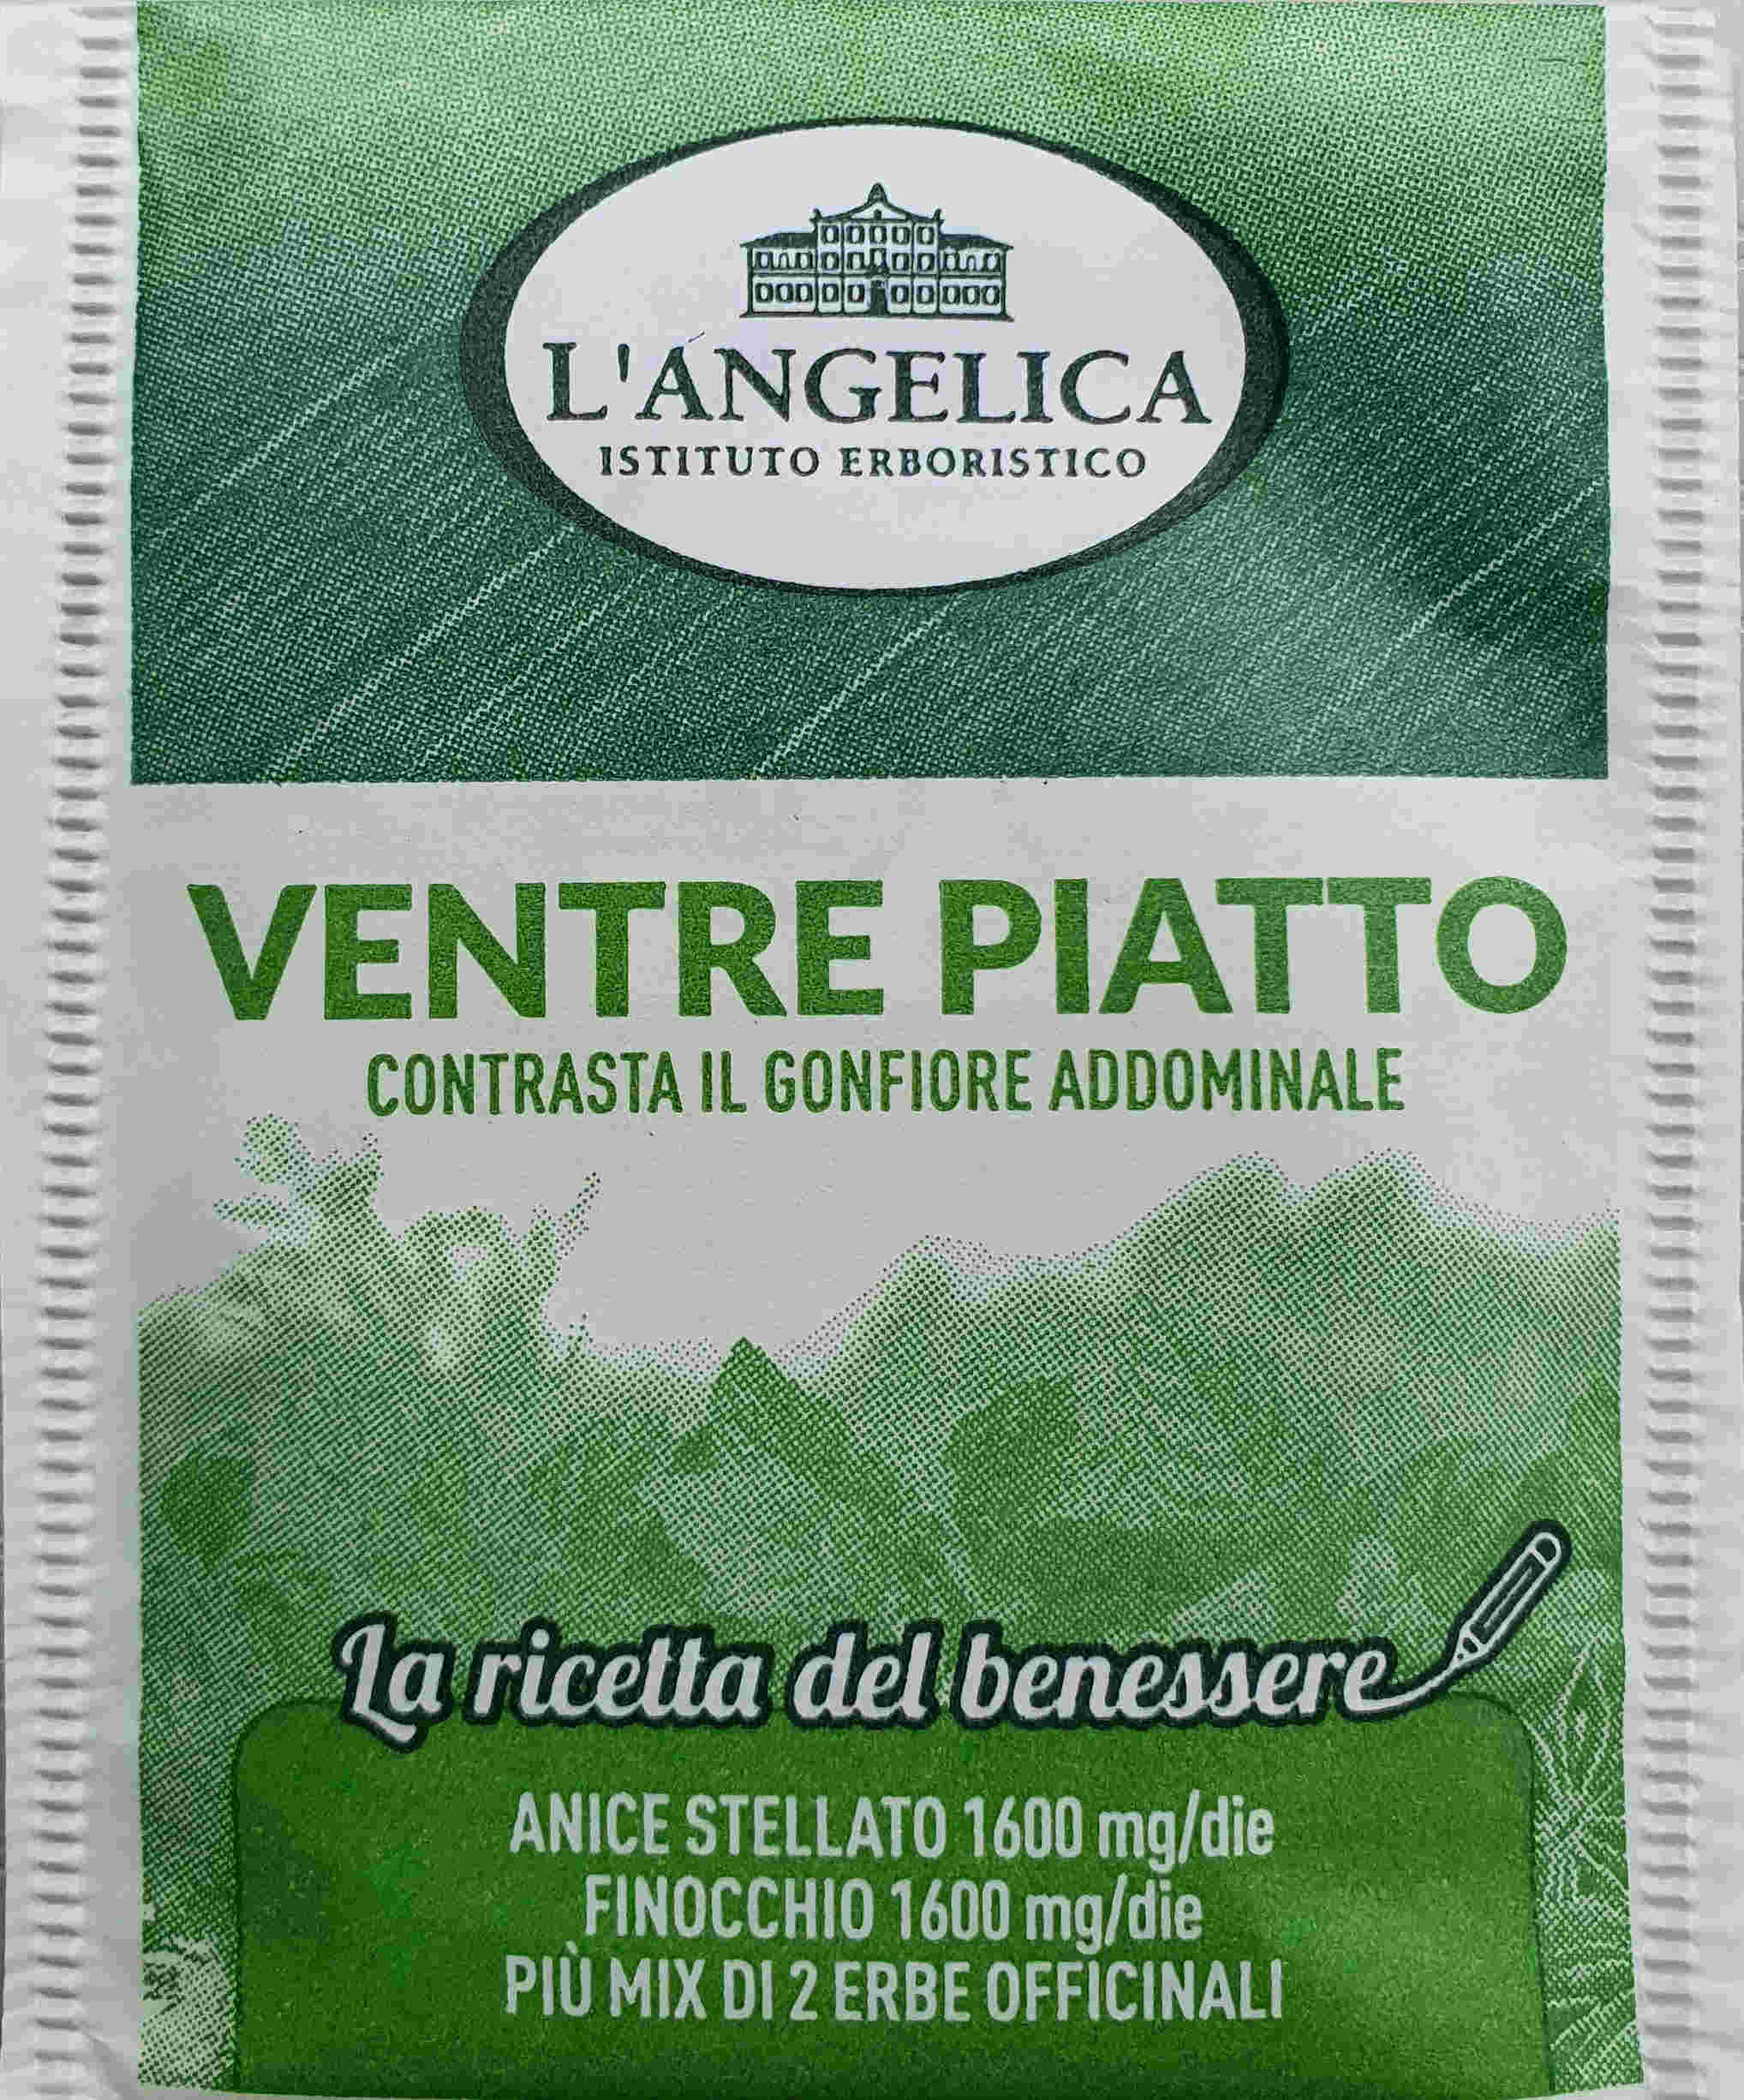 L'ANGELICA
ISTITUTO ERBORISTICO
VENTRE PIATTO
CONTRASTA IL GONFIORE ADDOMINALE
La ricetta del benessere
ANICE STELLATO 1600 mg/die
FINOCCHIO 1600 mg/die
PIÙ MIX DI 2 ERBE OFFICINALI